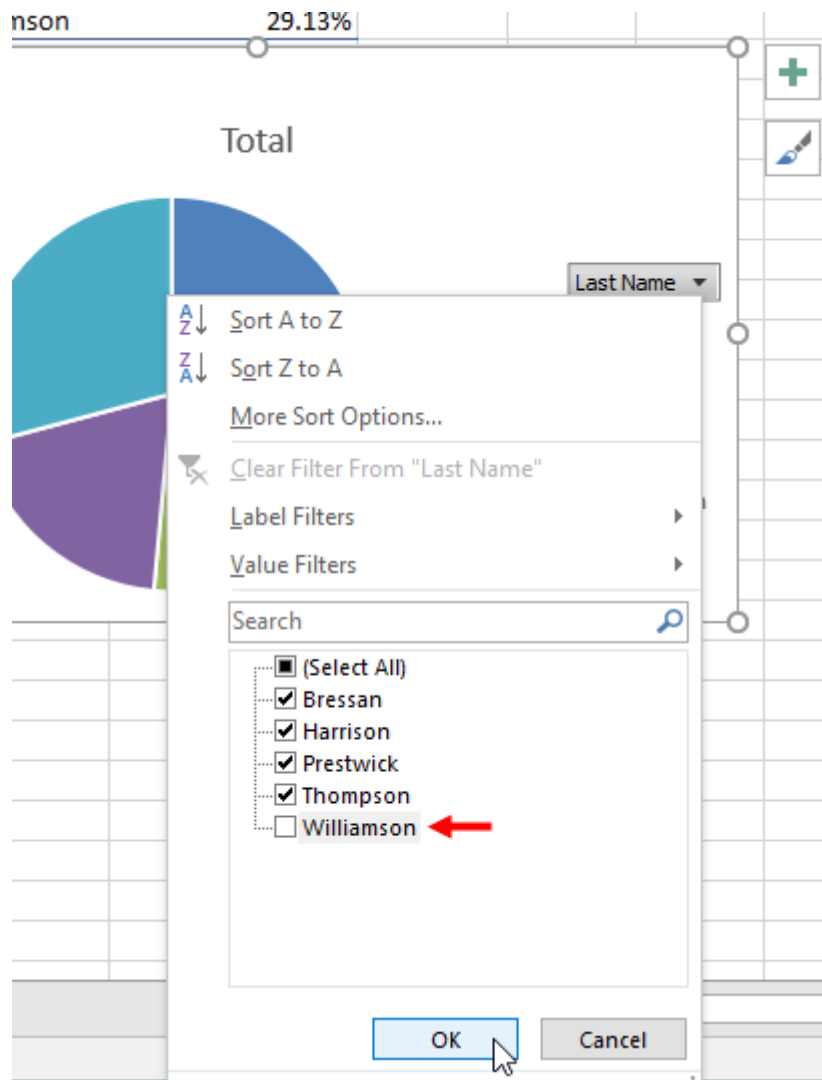 29.13%
Total
Last Name
Sort A to Z
Sort Z to A
More Sort Options...
Clear Filter From "Last Name"
Label Filters
Value Filters
Search
(Select All)
Bressan
Harrison
Prestwick
Thompson
Williamson
OK
Cancel